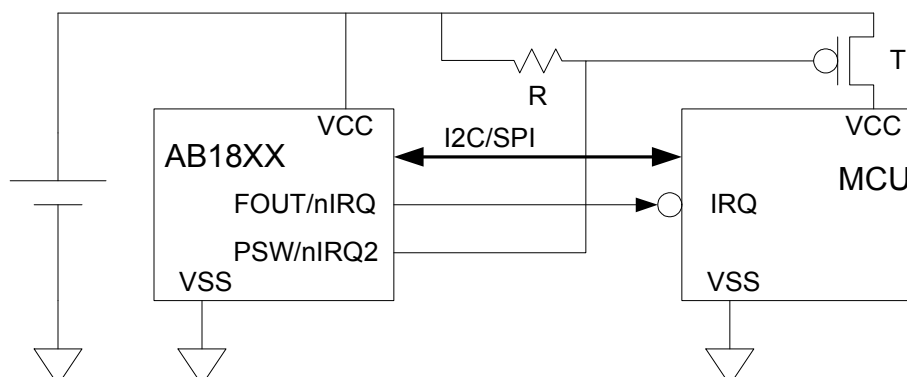 T
R
VCC
I2C/SPI
VCC
AB18XX
MCU
FOUT/nIRQ
IRQ
PSW/nIRQ2
VSS
VSS